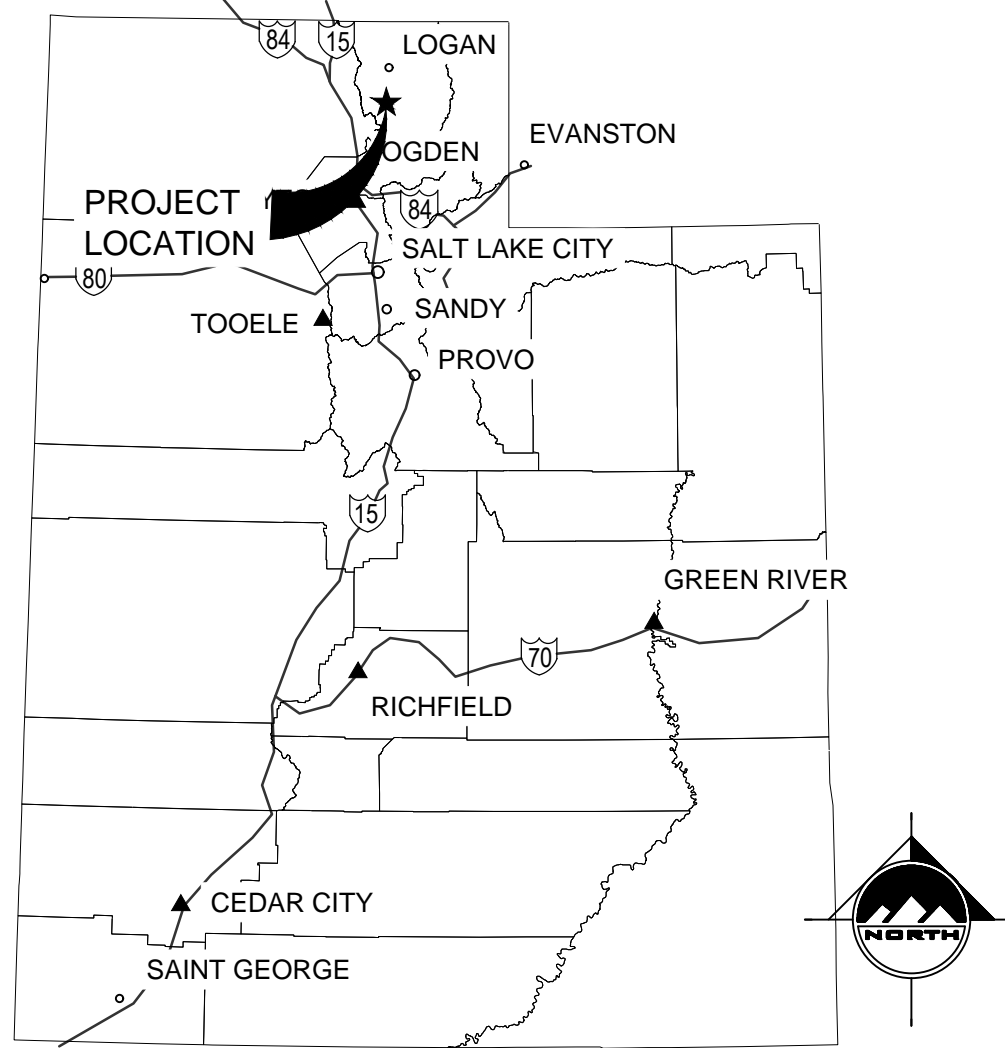 84
15
LOGAN
EVANSTON
OGDEN
PROJECT
LOCATION
84
SALT LAKE CITY
80
SANDY
TOOELE
PROVO
15
GREEN RIVER
70
RICHFIELD
CEDAR CITY
NORTH
SAINT GEORGE